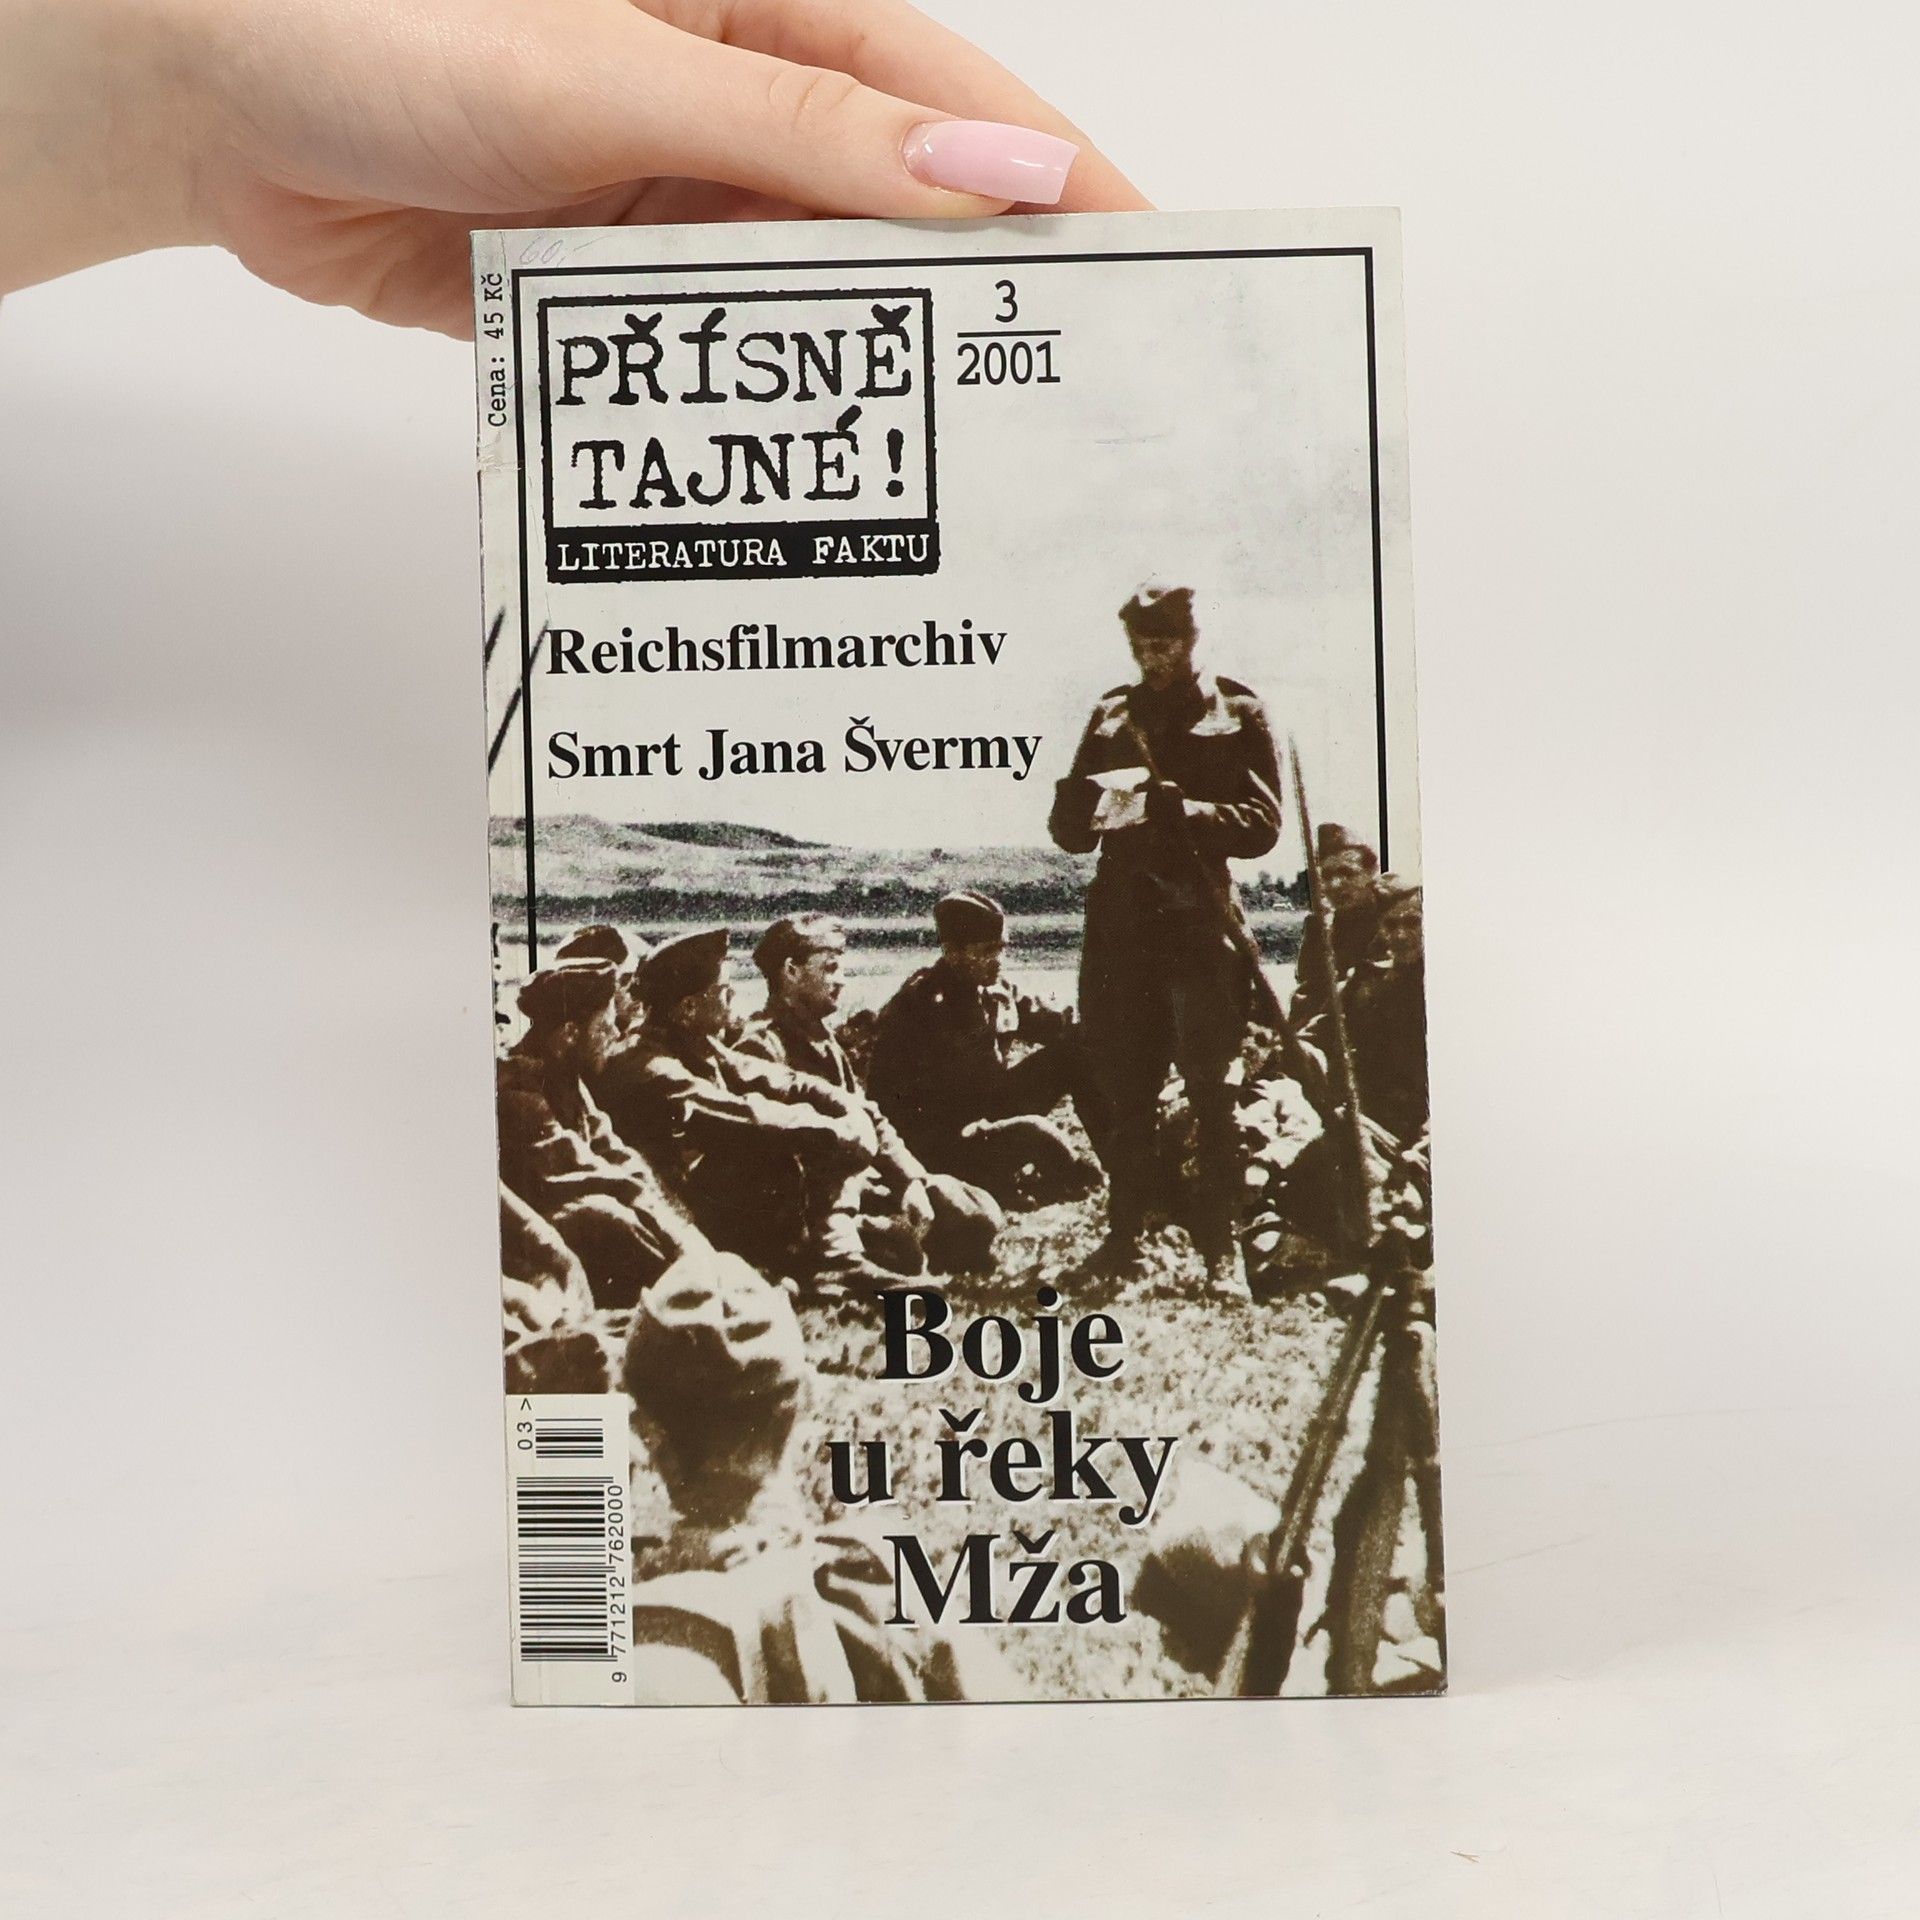 60,-
Cena: 45 Kč
PŘÍSNĚ
TAJNÉ!
LITERATURA FAKTU
3
2001
Reichsfilmarchiv
Smrt Jana Švermy
Boje
u řeky
Mža
03 >
9 771212 762000